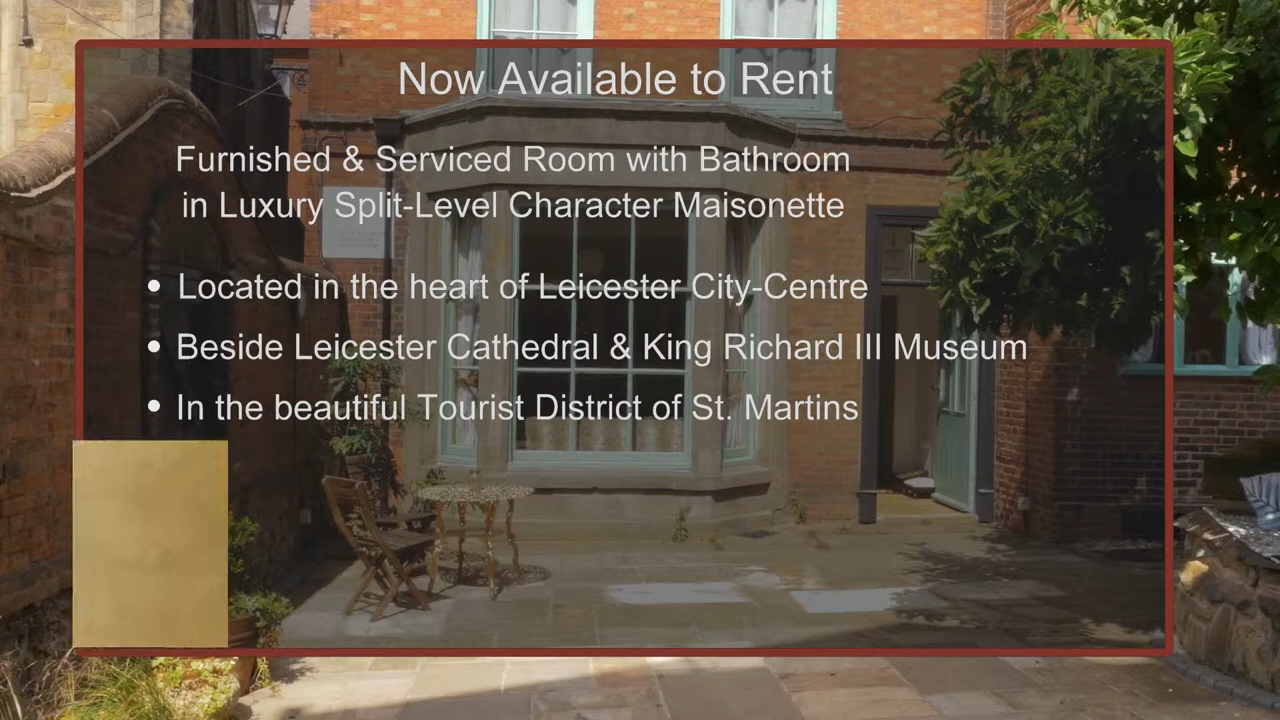 Now Available to Rent
Furnished & Serviced Room with Bathroom
in Luxury Split-Level Character Maisonette
• Located in the heart of Leicester City-Centre
• Beside Leicester Cathedral & King Richard III Museum
• In the beautiful Tourist District of St. Martins